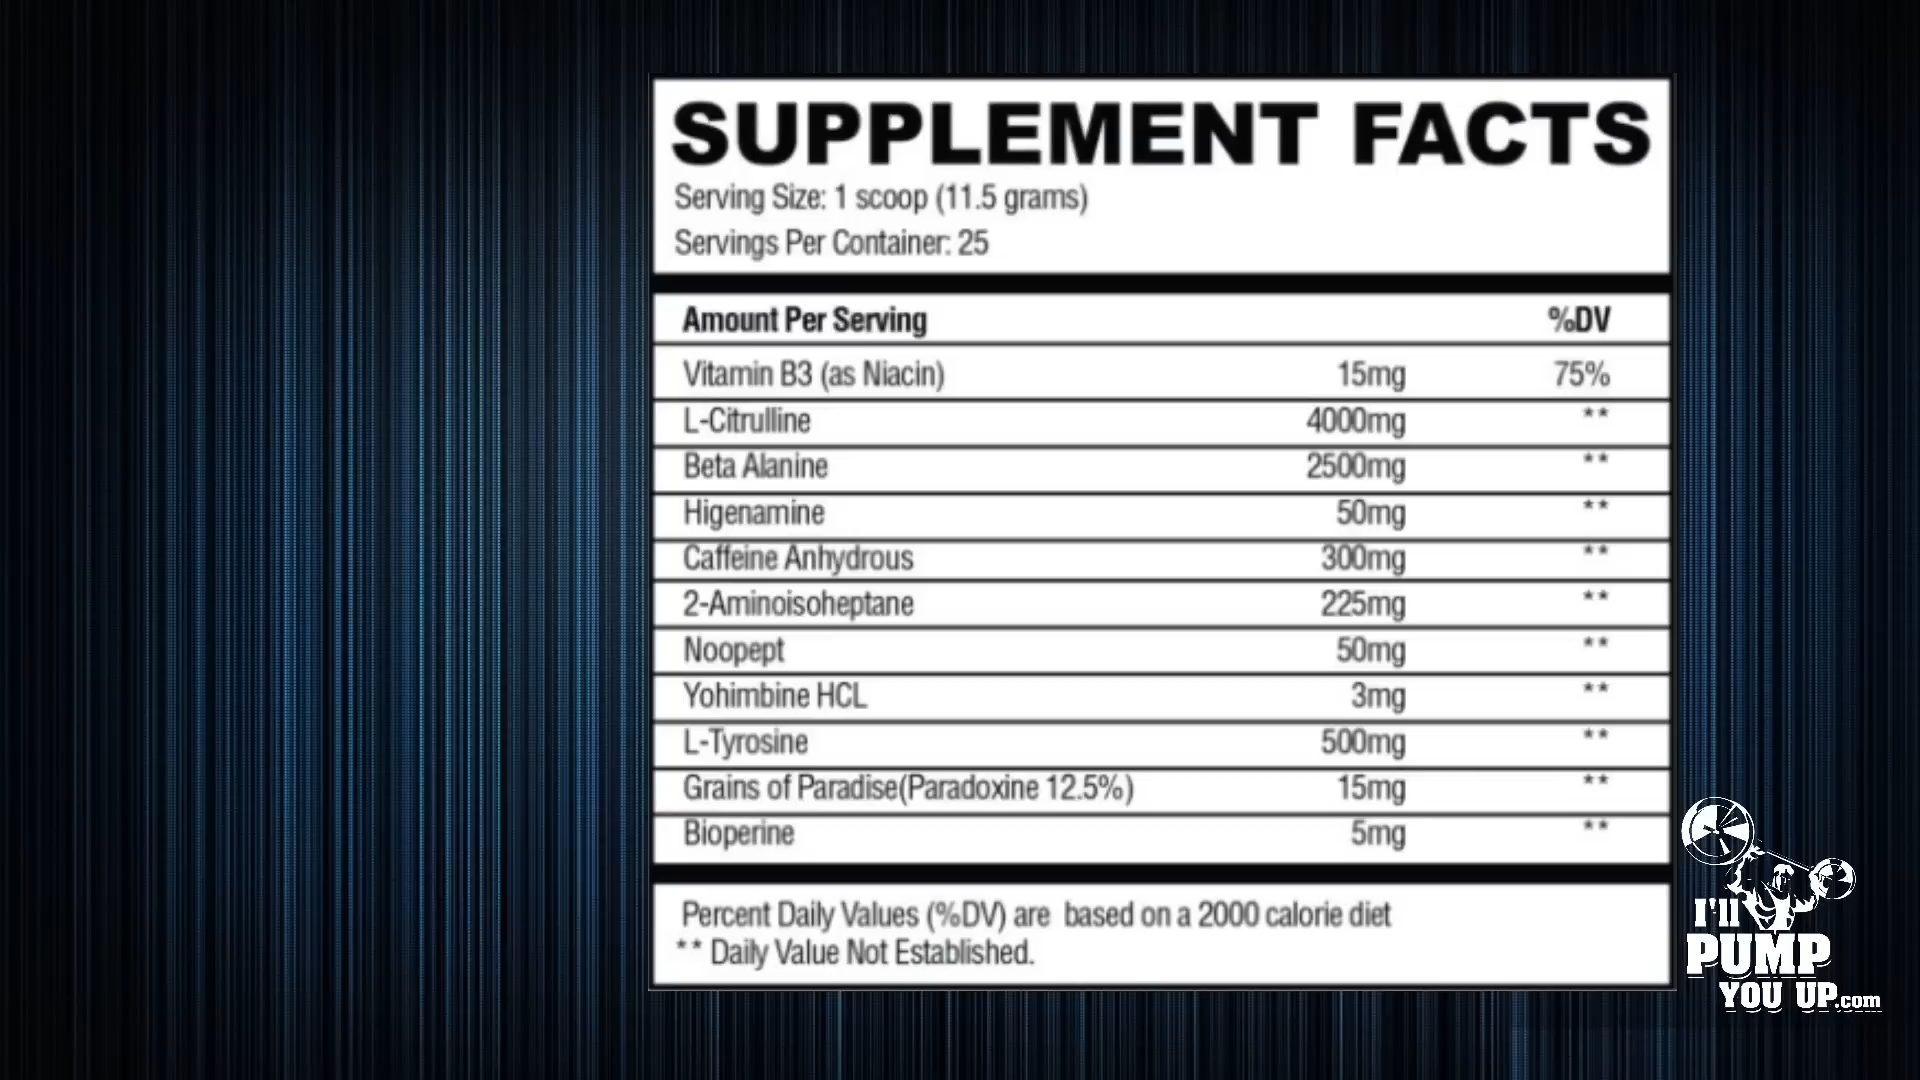 SUPPLEMENT FACTS
Serving Size: 1 scoop (11.5 grams)
Servings Per Container: 25
Amount Per Serving %DV
Vitamin B3 (as Niacin) 15mg 75%
L-Citrulline 4000mg **
Beta Alanine 2500mg **
Higenamine 50mg **
Caffeine Anhydrous 300mg **
2-Aminoisoheptane 225mg **
Noopept 50mg **
Yohimbine HCL 3mg **
L-Tyrosine 500mg **
Grains of Paradise(Paradoxine 12.5%) 15mg **
Bioperine 5mg **
Percent Daily Values (%DV) are based on a 2000 calorie diet
** Daily Value Not Established.
I'll
PUMP
YOU UP.com